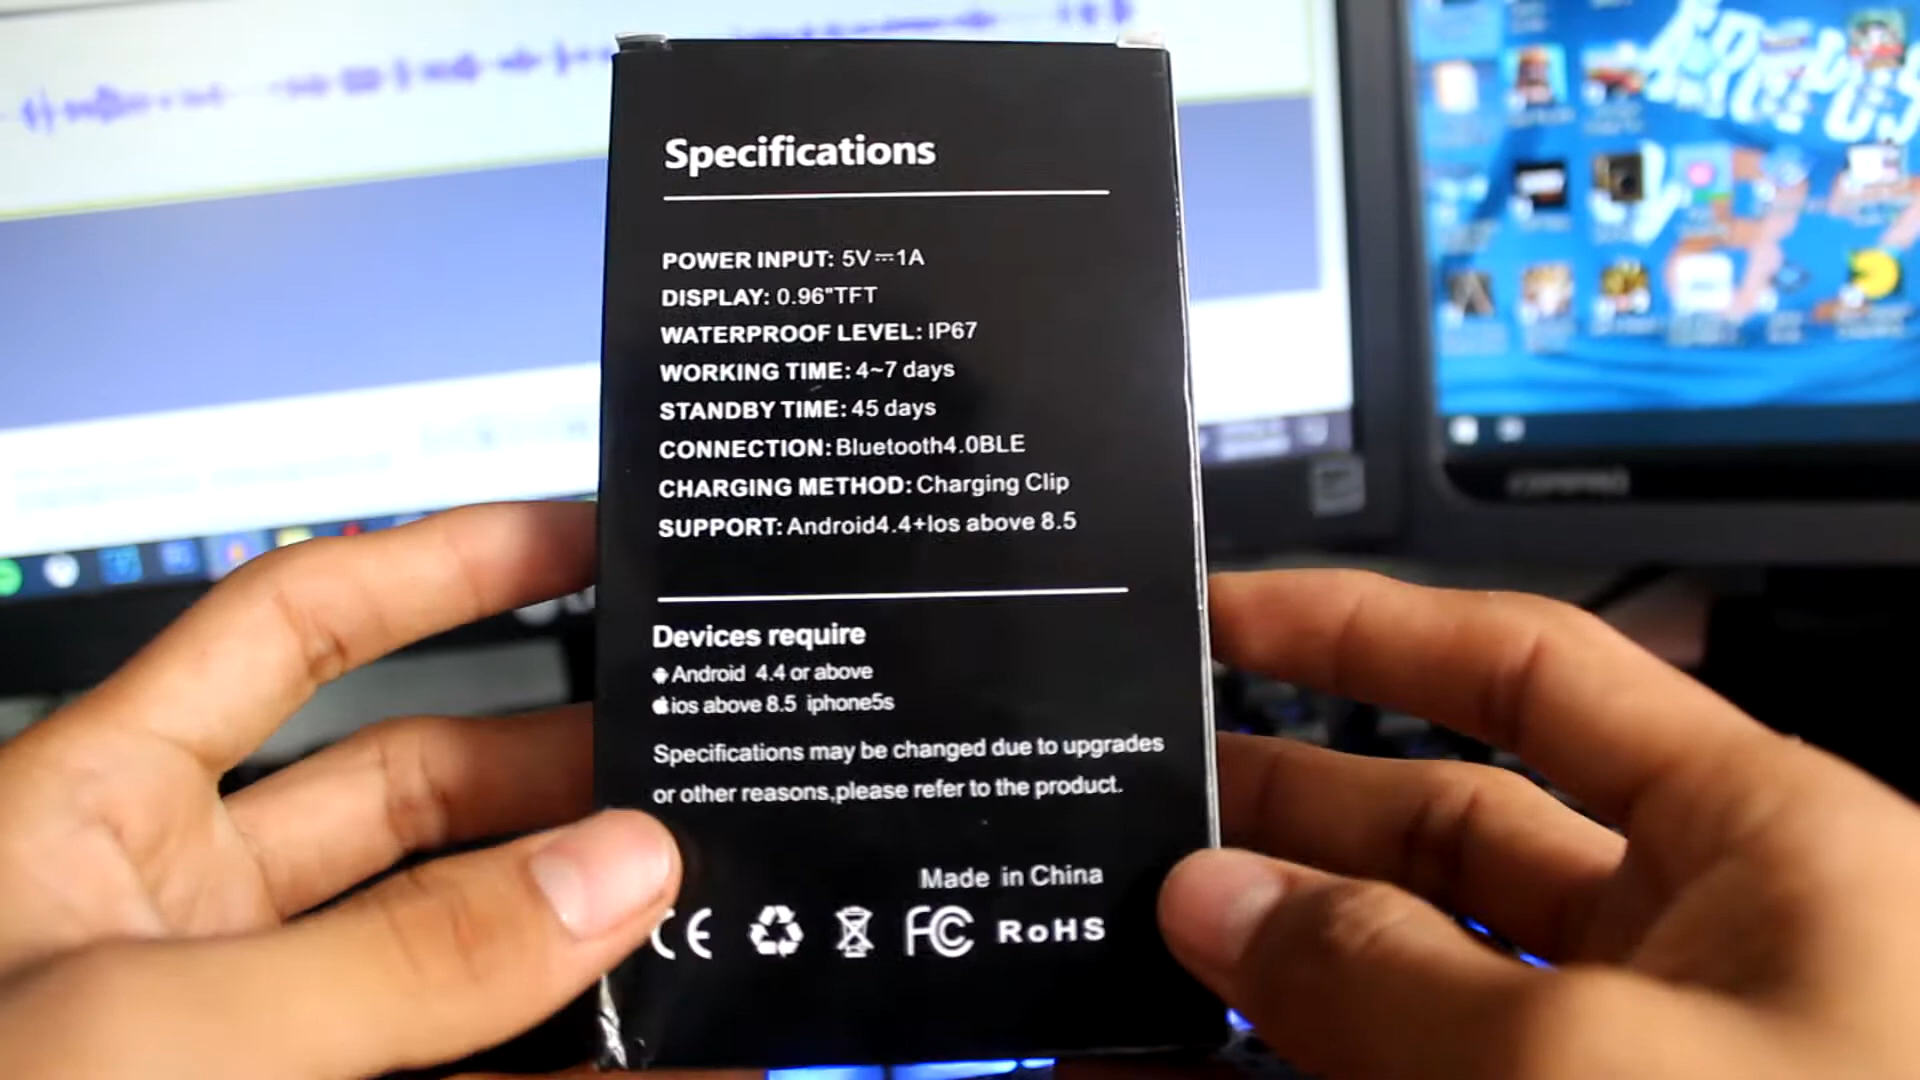 Specifications
POWER INPUT: 5V⎓1A
DISPLAY: 0.96"TFT
WATERPROOF LEVEL: IP67
WORKING TIME: 4~7 days
STANDBY TIME: 45 days
CONNECTION: Bluetooth4.0BLE
CHARGING METHOD: Charging Clip
SUPPORT: Android4.4+Ios above 8.5
Devices require
Android 4.4 or above
ios above 8.5 iphone5s
Specifications may be changed due to upgrades
or other reasons,please refer to the product.
Made in China
CE FC RoHS